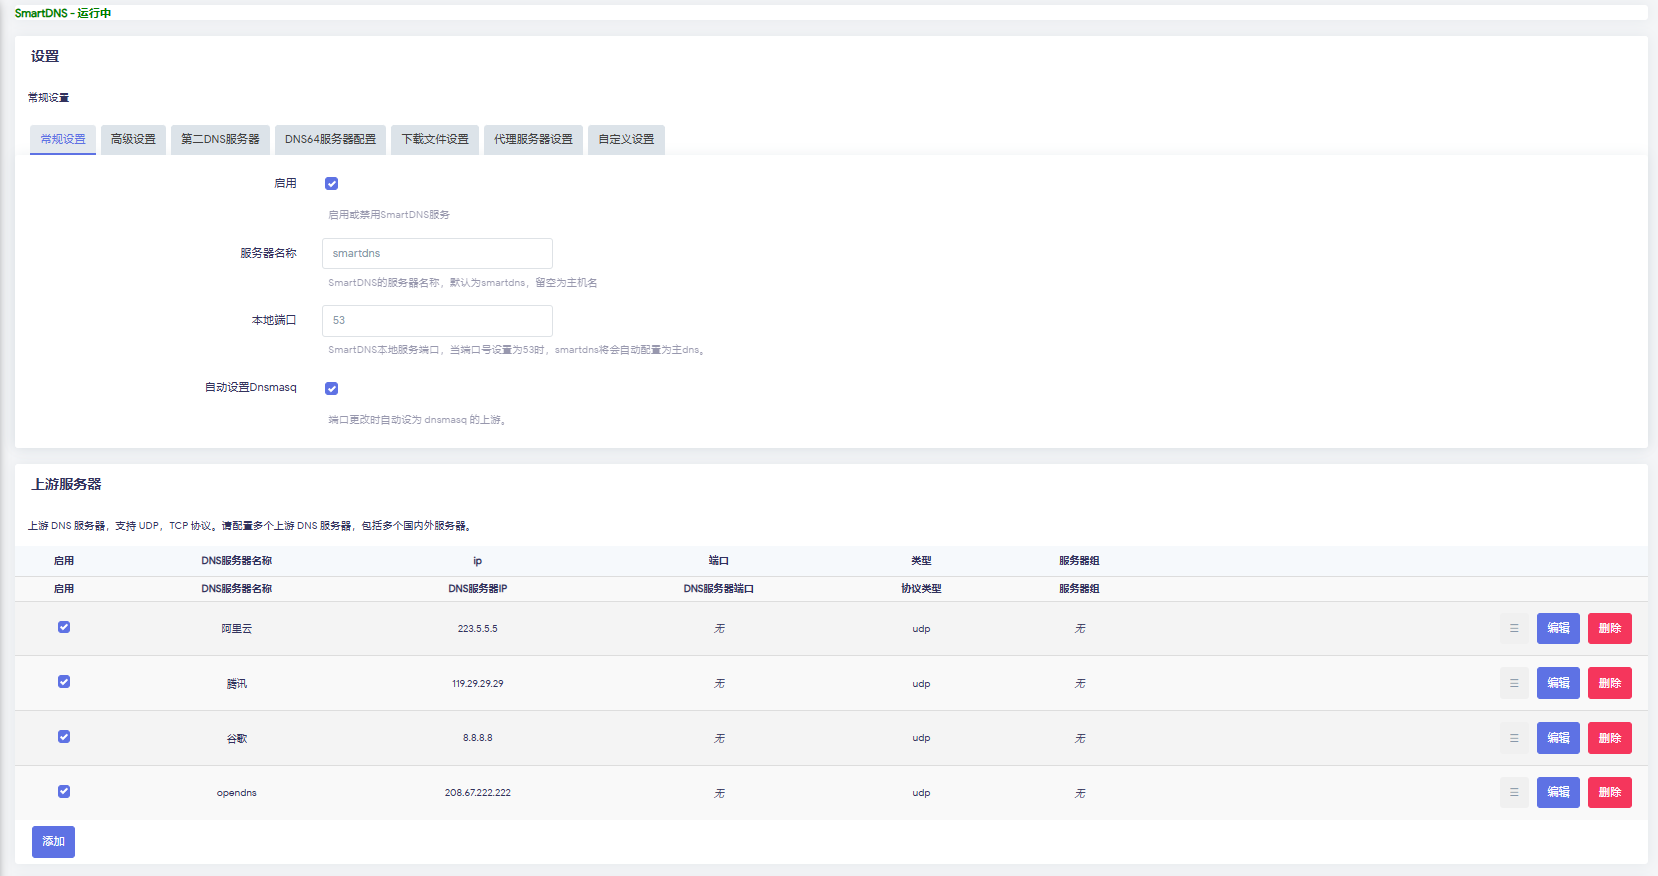 SmartDNS - 运行中
设置
常规设置
常规设置 高级设置 第二DNS服务器 DNS64服务器配置 下载文件设置 代理服务器设置 自定义设置
启用
启用或禁用SmartDNS服务
服务器名称 smartdns
SmartDNS的服务器名称，默认为smartdns，留空为主机名
本地端口 53
SmartDNS本地服务端口，当端口号设置为53时，smartdns将会自动配置为主dns。
自动设置Dnsmasq
端口更改时自动设为 dnsmasq 的上游。
上游服务器
上游 DNS 服务器，支持 UDP，TCP 协议。请配置多个上游 DNS 服务器，包括多个国内外服务器。
启用 DNS服务器名称 ip 端口 类型 服务器组
启用 DNS服务器名称 DNS服务器IP DNS服务器端口 协议类型 服务器组
阿里云 223.5.5.5 无 udp 无 ☰ 编辑 删除
腾讯 119.29.29.29 无 udp 无 ☰ 编辑 删除
谷歌 8.8.8.8 无 udp 无 ☰ 编辑 删除
opendns 208.67.222.222 无 udp 无 ☰ 编辑 删除
添加